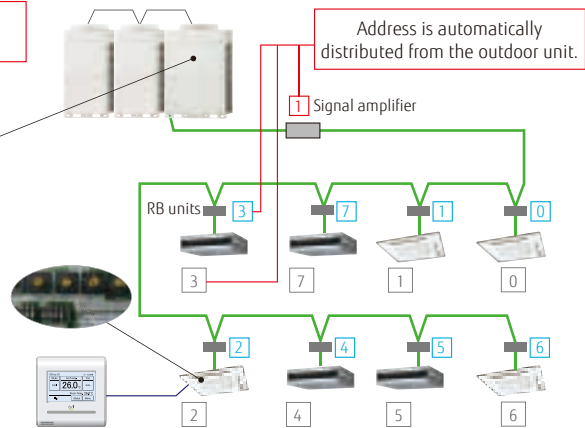 Address is automatically
distributed from the outdoor unit.
1 Signal amplifier
RB units 3 7 1 0
3 7 1 0
2 4 5 6
26.0
2 4 5 6